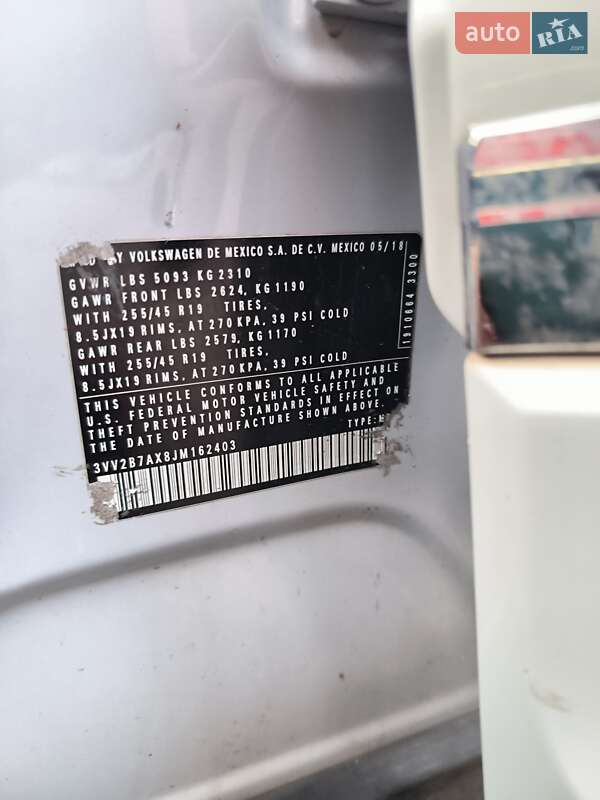 auto RIA.com
BY VOLKSWAGEN DE MEXICO S.A. DE C.V. MEXICO 05/18
GVWR LBS 5093 KG 2310
GAWR FRONT LBS 2624, KG 1190
WITH 255/45 R19 TIRES,
8.5JX19 RIMS, AT 270 KPA, 39 PSI COLD
GAWR REAR LBS 2579, KG 1170
WITH 255/45 R19 TIRES,
8.5JX19 RIMS, AT 270 KPA, 39 PSI COLD
THIS VEHICLE CONFORMS TO ALL APPLICABLE
U.S. FEDERAL MOTOR VEHICLE SAFETY AND
THEFT PREVENTION STANDARDS IN EFFECT ON
THE DATE OF MANUFACTURE SHOWN ABOVE.
TYPE:
3VV2B7AX8JM162403
1910664 3300